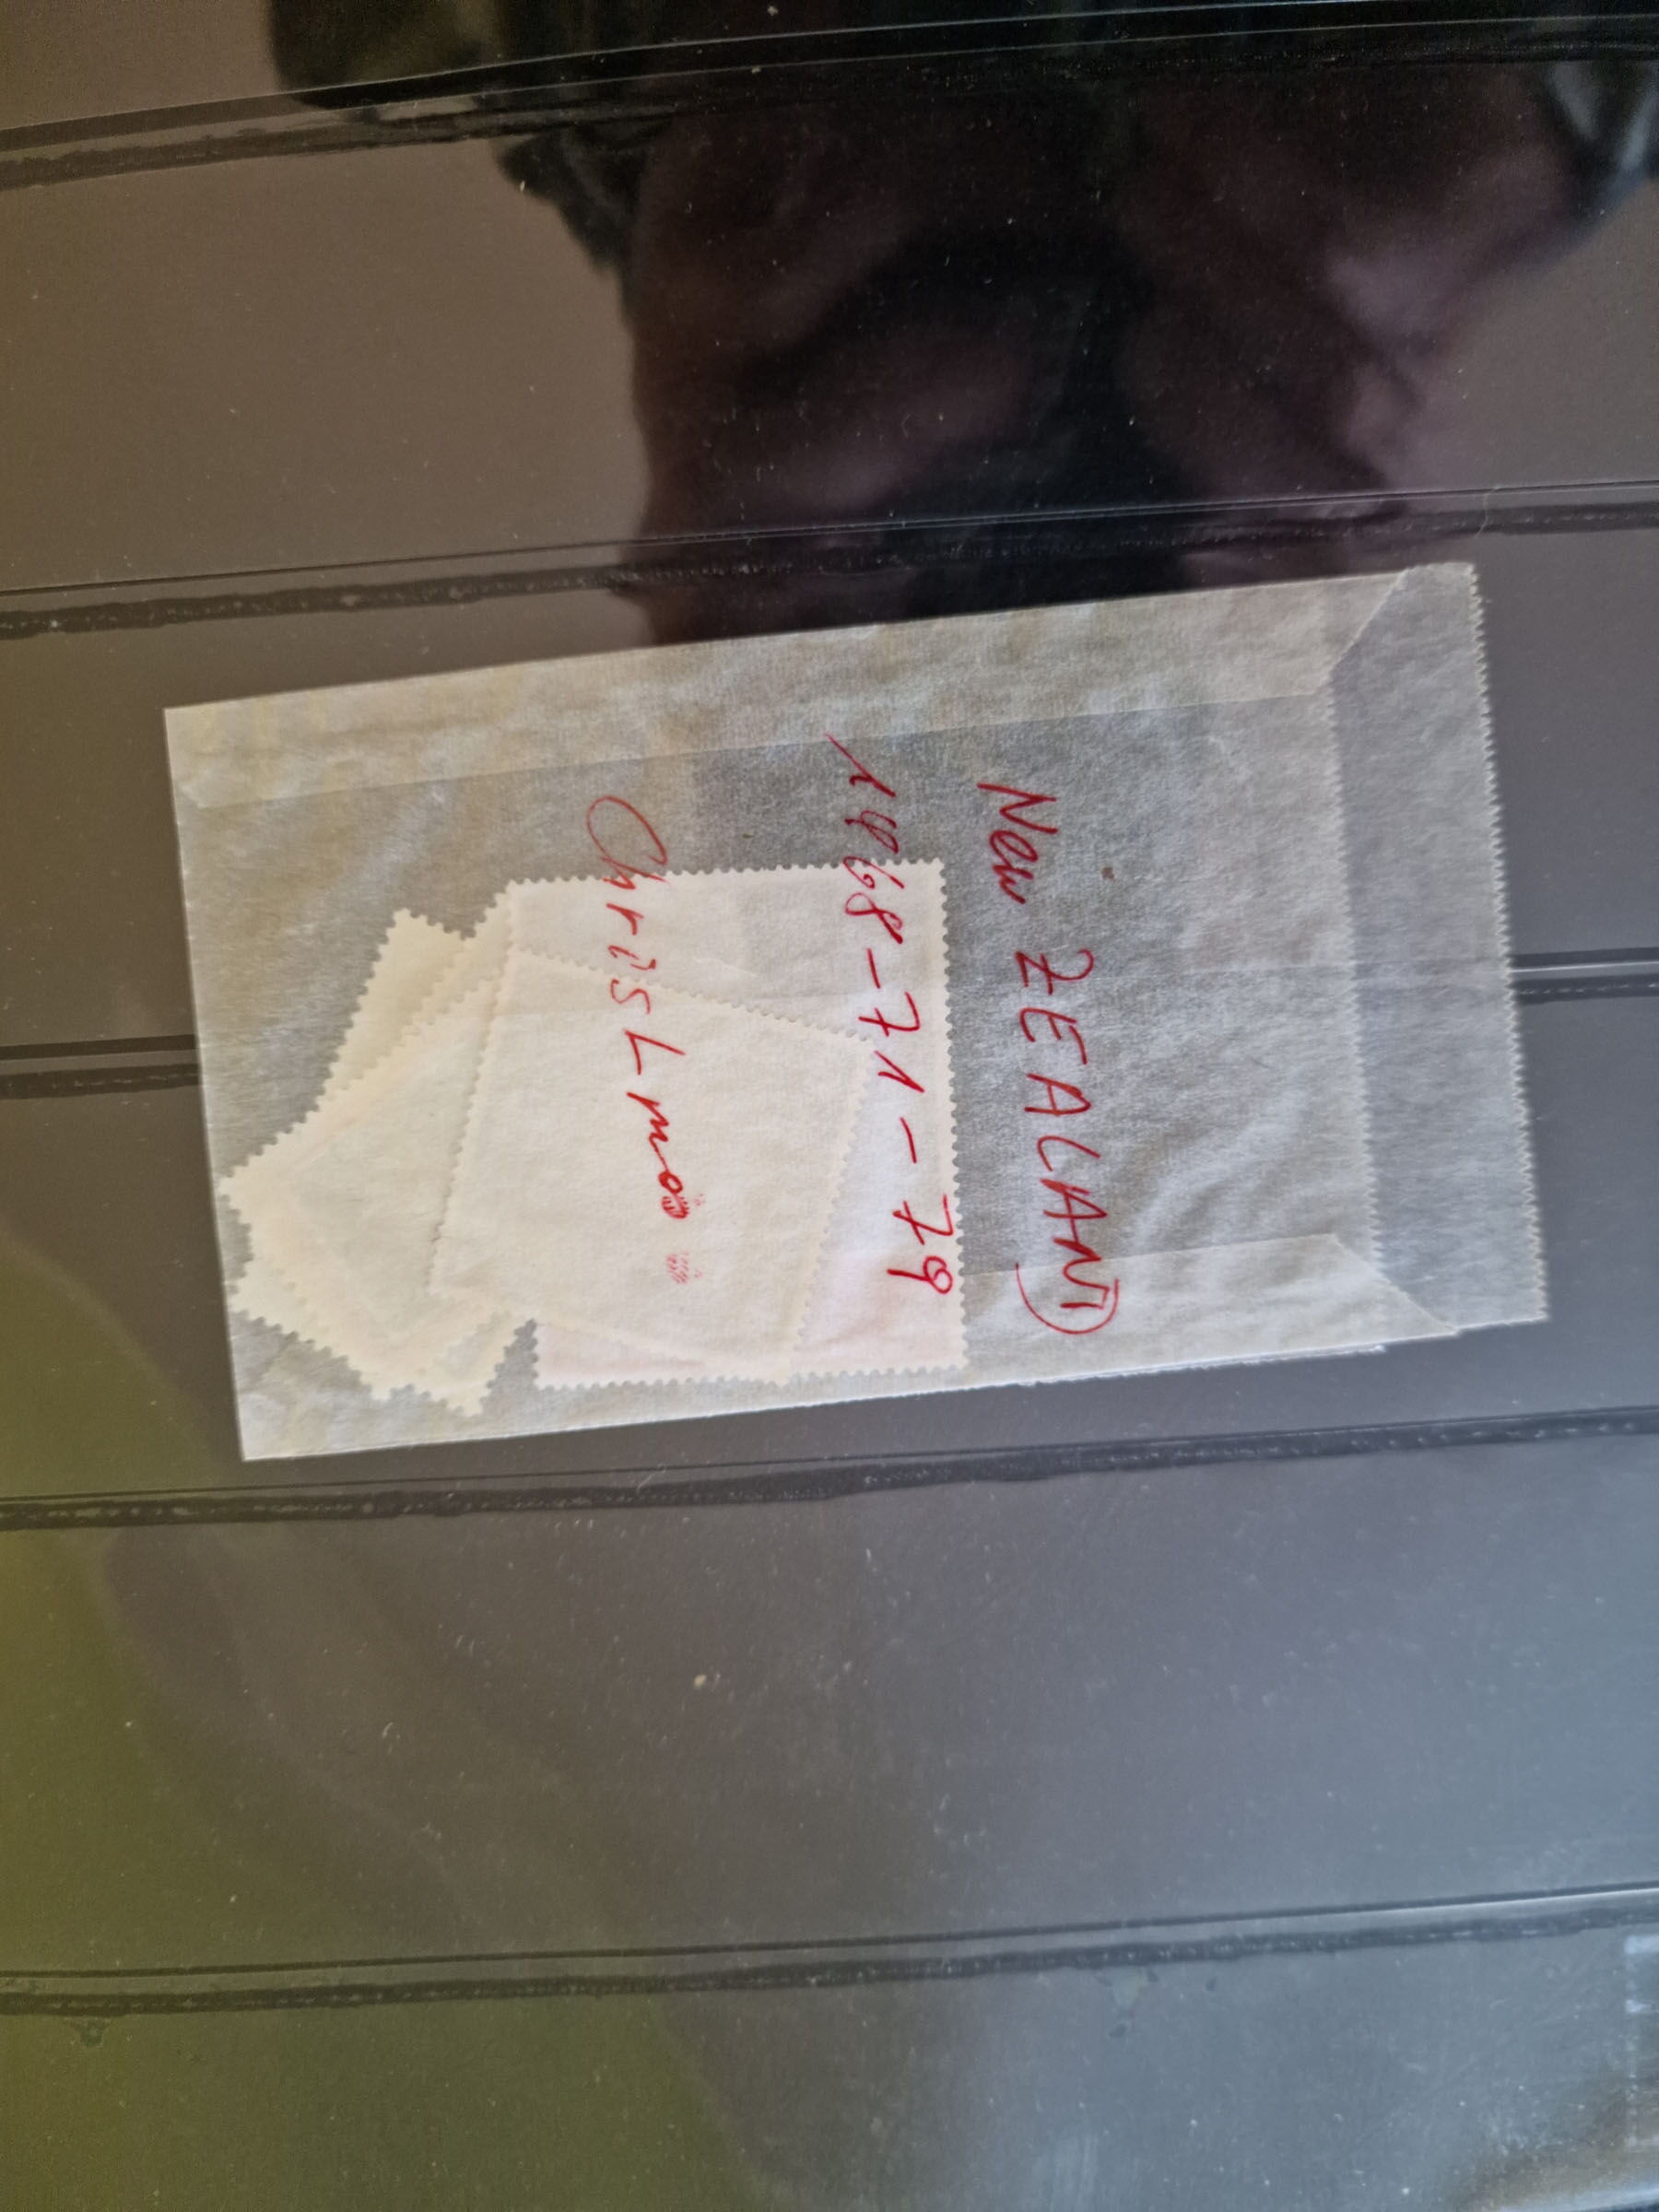 New ZEALAND
1968-71-79
Christmas